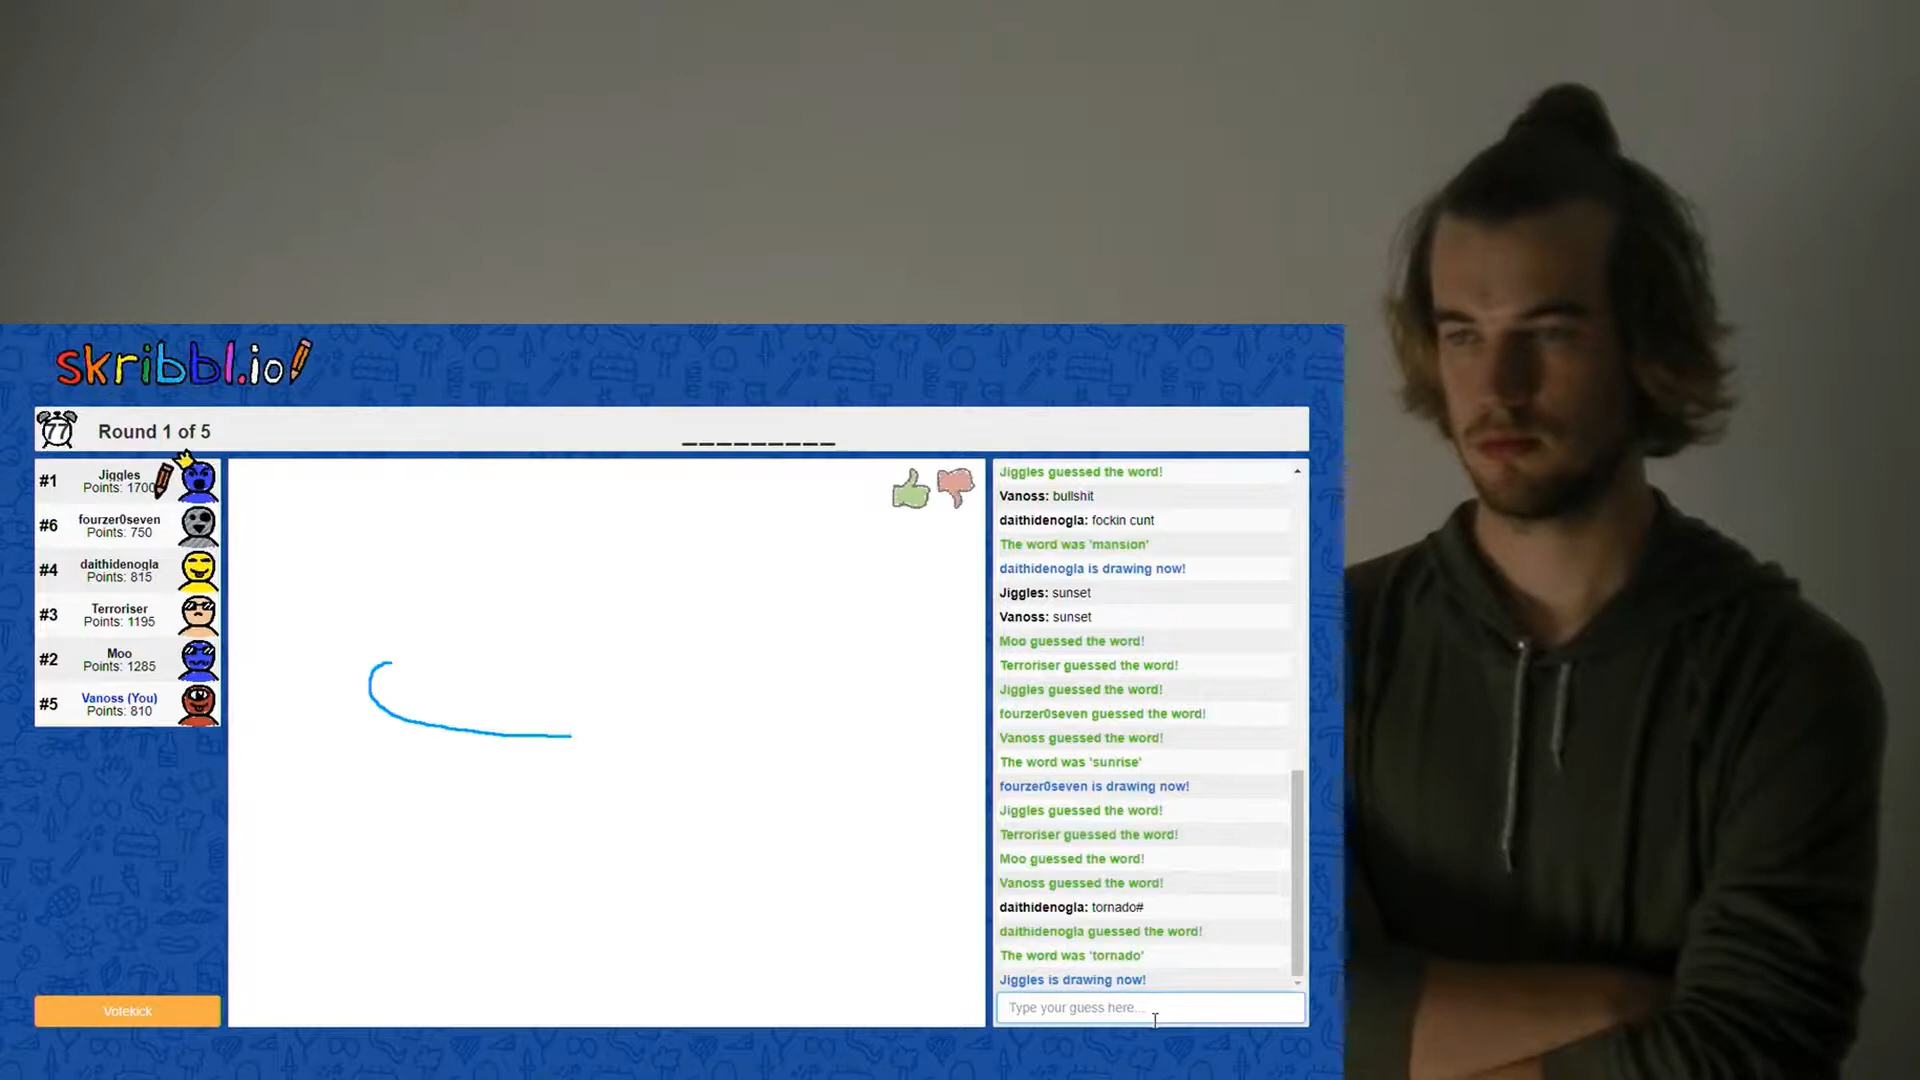 skribbl.io
77
Round 1 of 5
_________
#1
Jiggles
Points: 1700
#6
fourzer0seven
Points: 750
#4
daithidenogla
Points: 815
#3
Terroriser
Points: 1195
#2
Moo
Points: 1285
#5
Vanoss (You)
Points: 810
Votekick
Jiggles guessed the word!
Vanoss: bullshit
daithidenogla: fockin cunt
The word was 'mansion'
daithidenogla is drawing now!
Jiggles: sunset
Vanoss: sunset
Moo guessed the word!
Terroriser guessed the word!
Jiggles guessed the word!
fourzer0seven guessed the word!
Vanoss guessed the word!
The word was 'sunrise'
fourzer0seven is drawing now!
Jiggles guessed the word!
Terroriser guessed the word!
Moo guessed the word!
Vanoss guessed the word!
daithidenogla: tornado#
daithidenogla guessed the word!
The word was 'tornado'
Jiggles is drawing now!
Type your guess here...